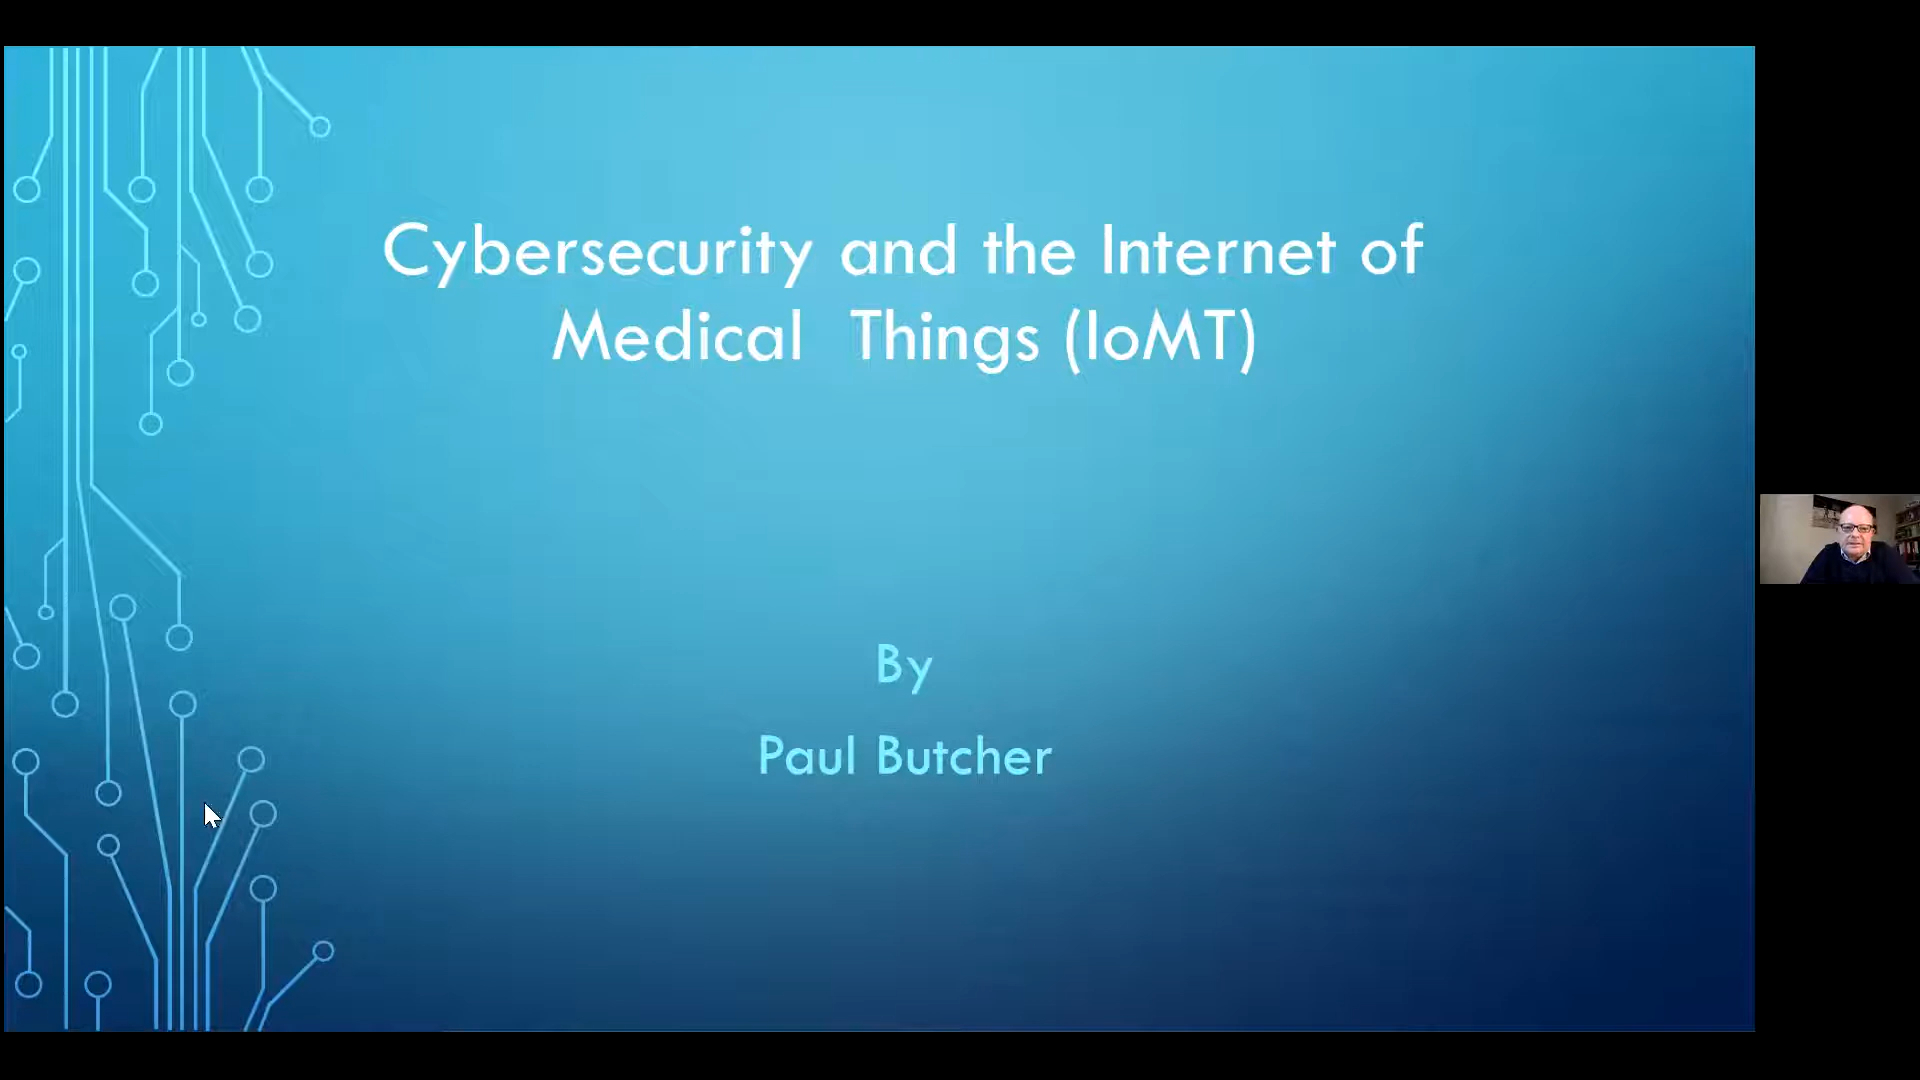 Cybersecurity and the Internet of
Medical Things (IoMT)
By
Paul Butcher